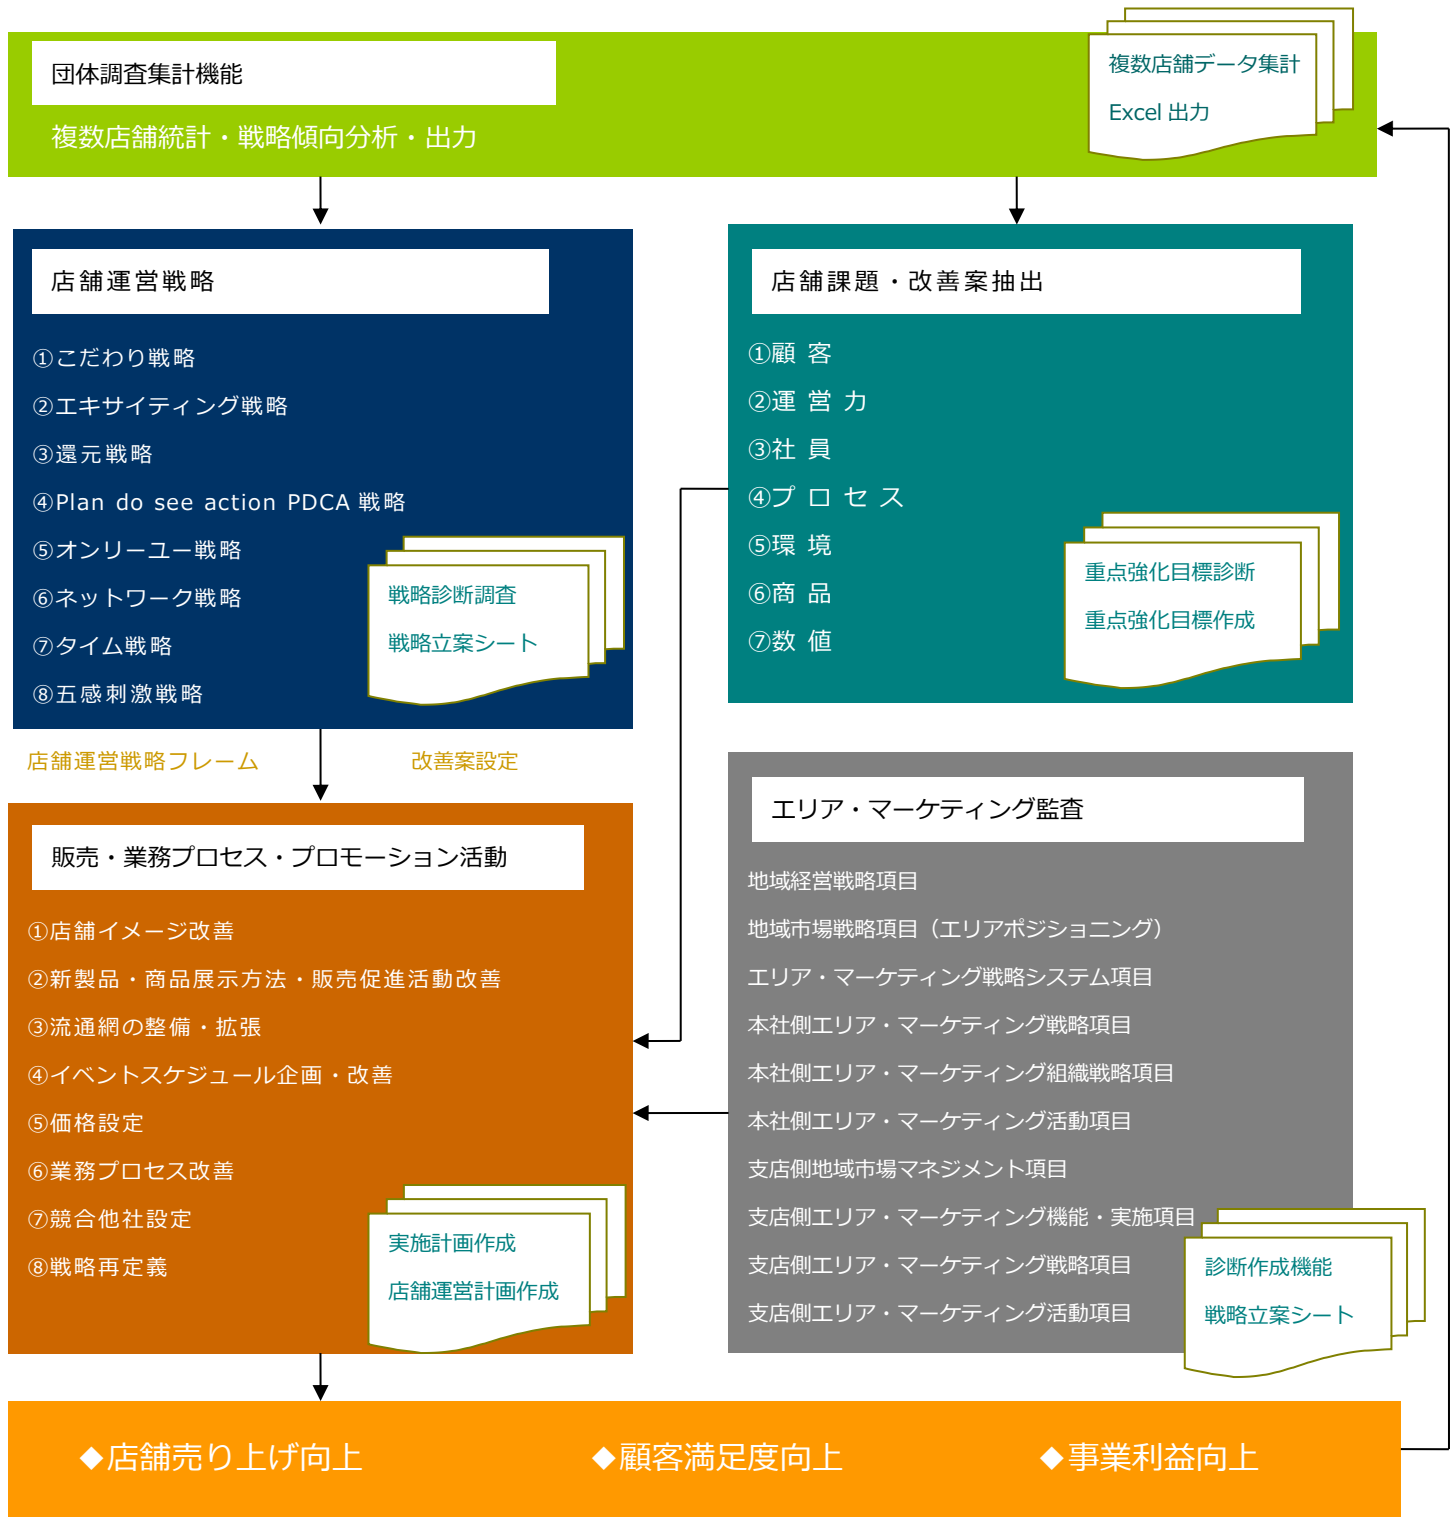 団体調査集計機能
複数店舗統計・戦略傾向分析・出力
複数店舗データ集計
Excel 出力
店舗運営戦略
①こだわり戦略
②エキサイティング戦略
③還元戦略
④Plan do see action PDCA 戦略
⑤オンリーユー戦略
⑥ネットワーク戦略
⑦タイム戦略
⑧五感刺激戦略
戦略診断調査
戦略立案シート
店舗課題・改善案抽出
①顧 客
②運 営 力
③社 員
④プ ロ セ ス
⑤環 境
⑥商 品
⑦数 値
重点強化目標診断
重点強化目標作成
店舗運営戦略フレーム
改善案設定
販売・業務プロセス・プロモーション活動
①店舗イメージ改善
②新製品・商品展示方法・販売促進活動改善
③流通網の整備・拡張
④イベントスケジュール企画・改善
⑤価格設定
⑥業務プロセス改善
⑦競合他社設定
⑧戦略再定義
実施計画作成
店舗運営計画作成
エリア・マーケティング監査
地域経営戦略項目
地域市場戦略項目（エリアポジショニング）
エリア・マーケティング戦略システム項目
本社側エリア・マーケティング戦略項目
本社側エリア・マーケティング組織戦略項目
本社側エリア・マーケティング活動項目
支店側地域市場マネジメント項目
支店側エリア・マーケティング機能・実施項目
支店側エリア・マーケティング戦略項目
支店側エリア・マーケティング活動項目
診断作成機能
戦略立案シート
◆店舗売り上げ向上
◆顧客満足度向上
◆事業利益向上